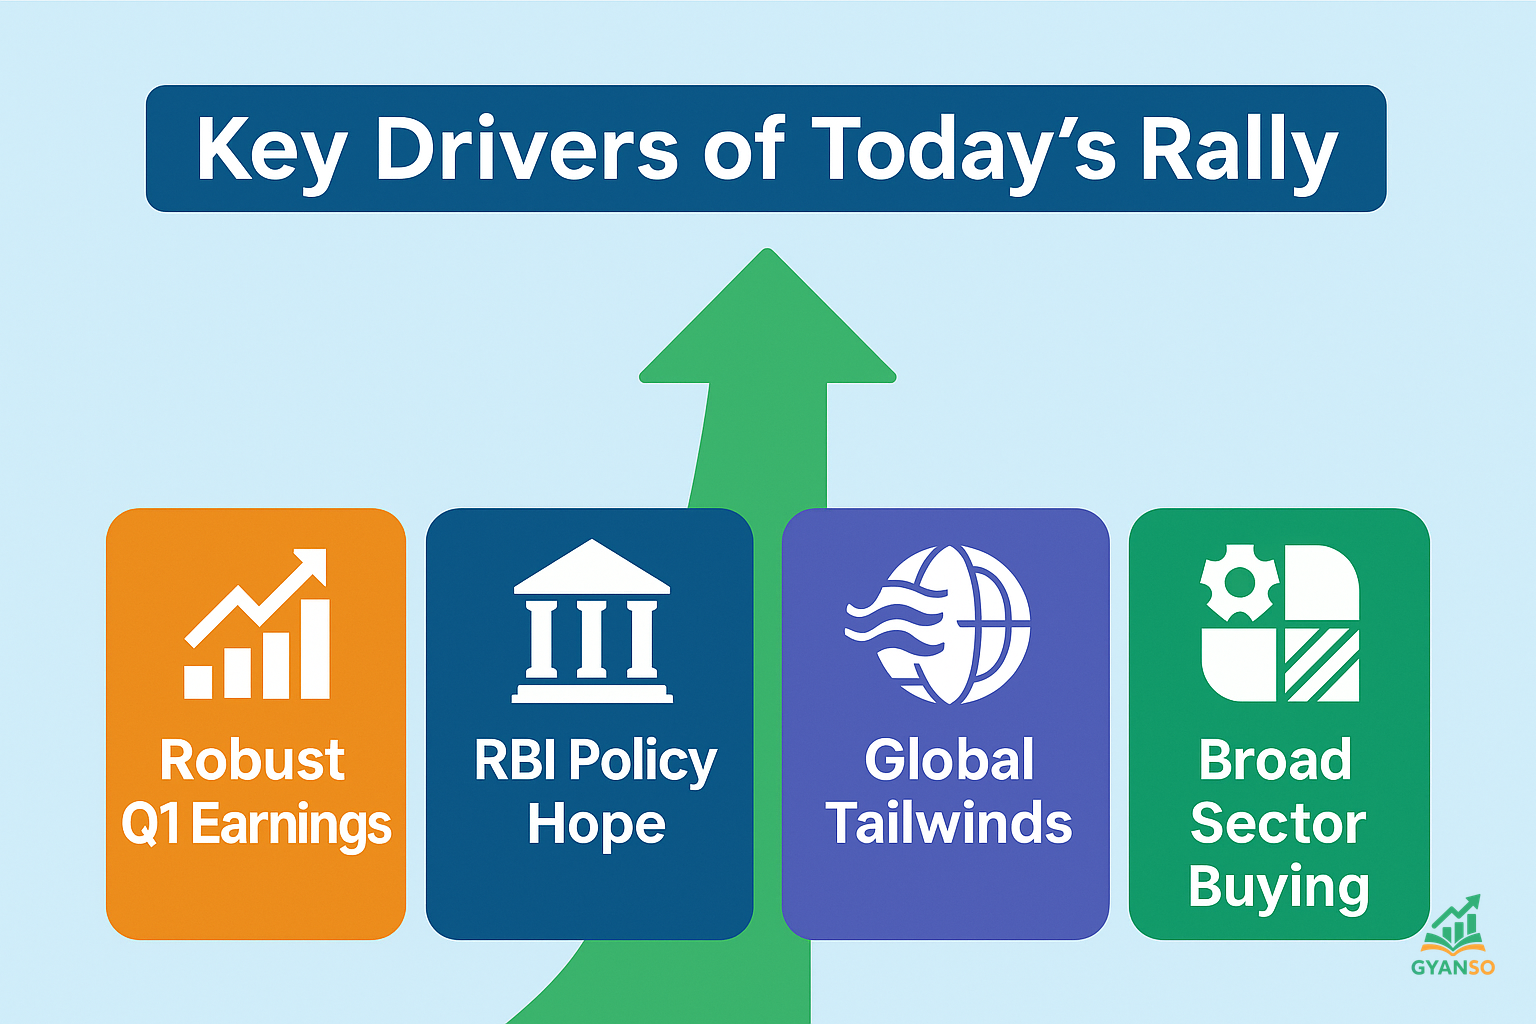 Key Drivers of Today’s Rally
Robust
Q1 Earnings
RBI Policy
Hope
Global
Tailwinds
Broad
Sector
Buying
GYANSO